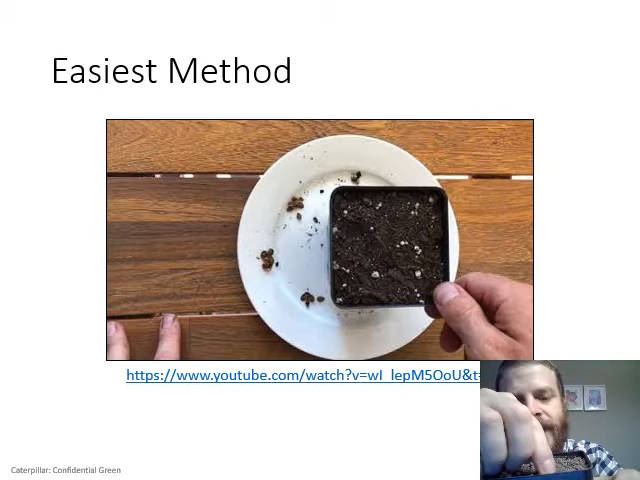 Easiest Method
https://www.youtube.com/watch?v=wI_lepM5OoU&t=
Caterpillar: Confidential Green